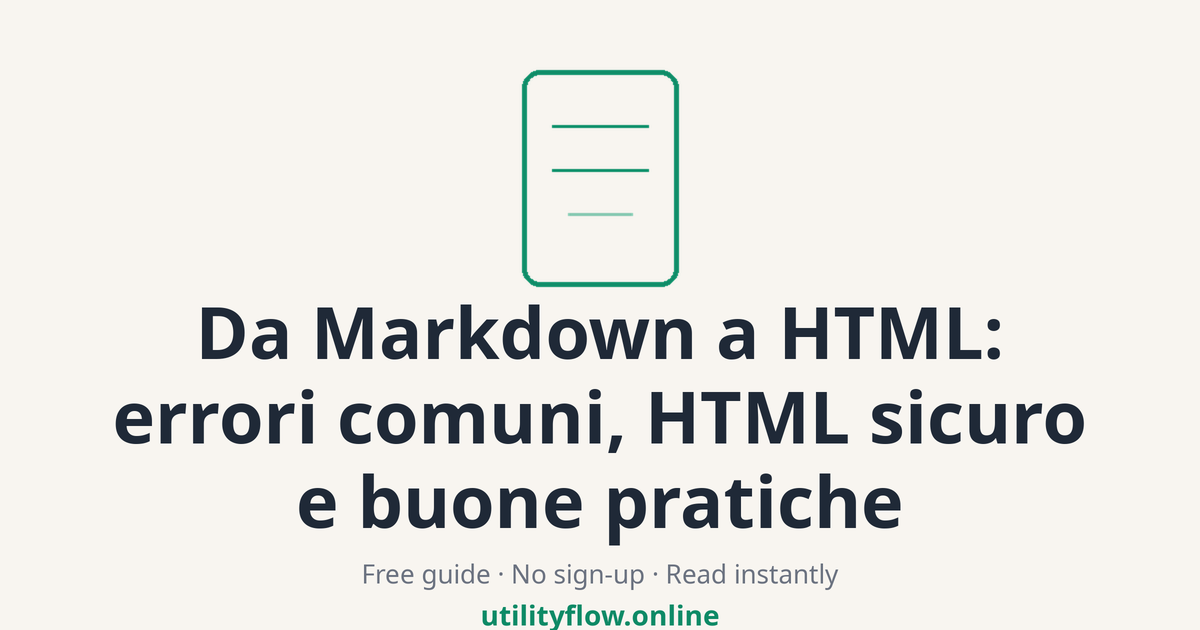 Da Markdown a HTML:
errori comuni, HTML sicuro
e buone pratiche
Free guide · No sign-up · Read instantly
utilityflow.online